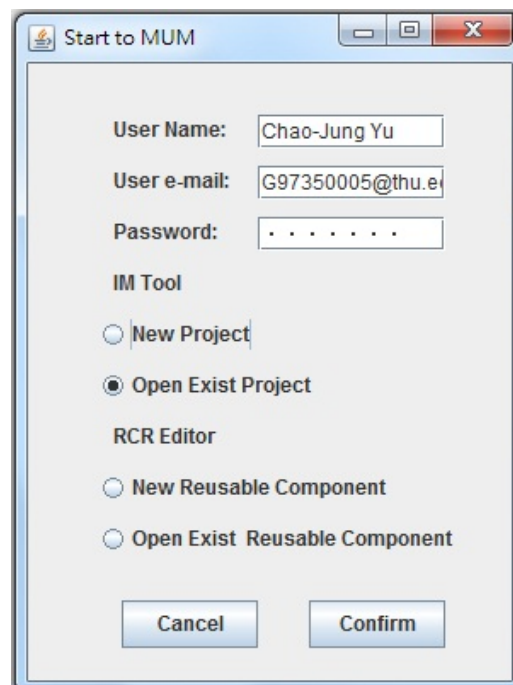 Start to MUM
User Name: Chao-Jung Yu
User e-mail: G97350005@thu.e
Password: · · · · · · ·
IM Tool
New Project
Open Exist Project
RCR Editor
New Reusable Component
Open Exist Reusable Component
Cancel Confirm